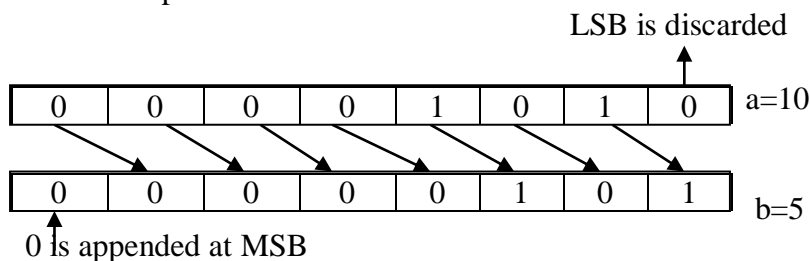 LSB is discarded
0 0 0 0 1 0 1 0 a=10
0 0 0 0 0 1 0 1 b=5
0 is appended at MSB